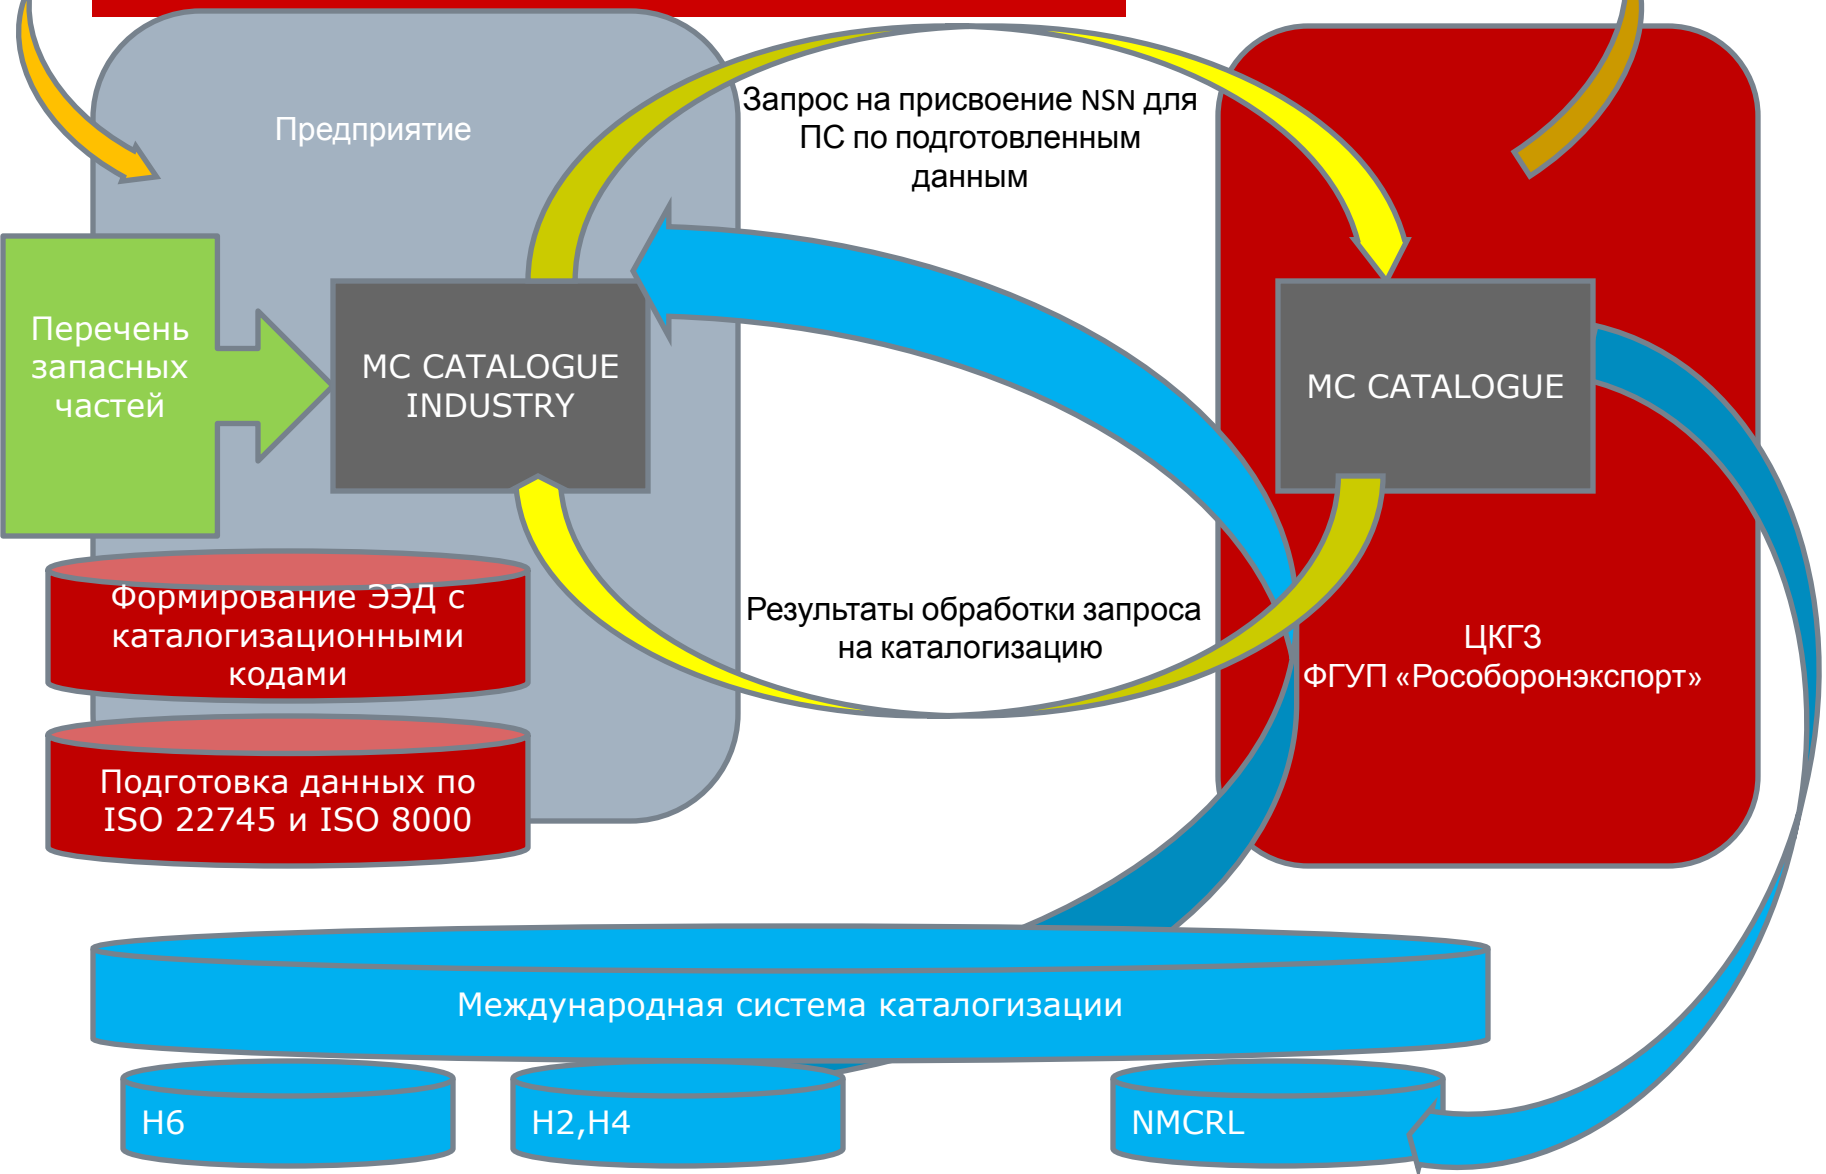 Предприятие
Запрос на присвоение NSN для
ПС по подготовленным
данным
Перечень
запасных
частей
MC CATALOGUE
INDUSTRY
MC CATALOGUE
Формирование ЭЭД с
каталогизационными
кодами
Результаты обработки запроса
на каталогизацию
ЦКГЗ
ФГУП «Рособоронэкспорт»
Подготовка данных по
ISO 22745 и ISO 8000
Международная система каталогизации
H6
H2,H4
NMCRL